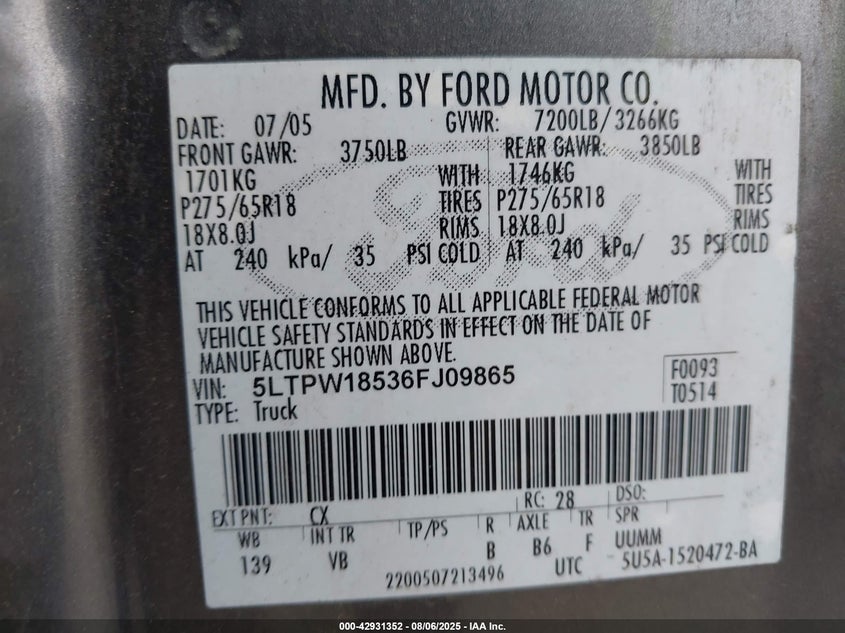 MFD. BY FORD MOTOR CO.
DATE: 07/05 GVWR: 7200LB/3266KG
FRONT GAWR: 3750LB REAR GAWR: 3850LB
1701KG WITH 1746KG WITH
P275/65R18 TIRES P275/65R18 TIRES
18X8.0J RIMS 18X8.0J RIMS
AT 240 kPa/ 35 PSI COLD AT 240 kPa/ 35 PSI COLD
Ford
THIS VEHICLE CONFORMS TO ALL APPLICABLE FEDERAL MOTOR
VEHICLE SAFETY STANDARDS IN EFFECT ON THE DATE OF
MANUFACTURE SHOWN ABOVE.
VIN: 5LTPW18536FJ09865 F0093
TYPE: Truck T0514
EXT PNT: CX RC: 28 DSO:
WB INT TR TP/PS R AXLE TR SPR
139 VB B B6 F UUMM
2200507213496 UTC 5U5A-1520472-BA
000-42931352 - 08/06/2025 - IAA Inc.